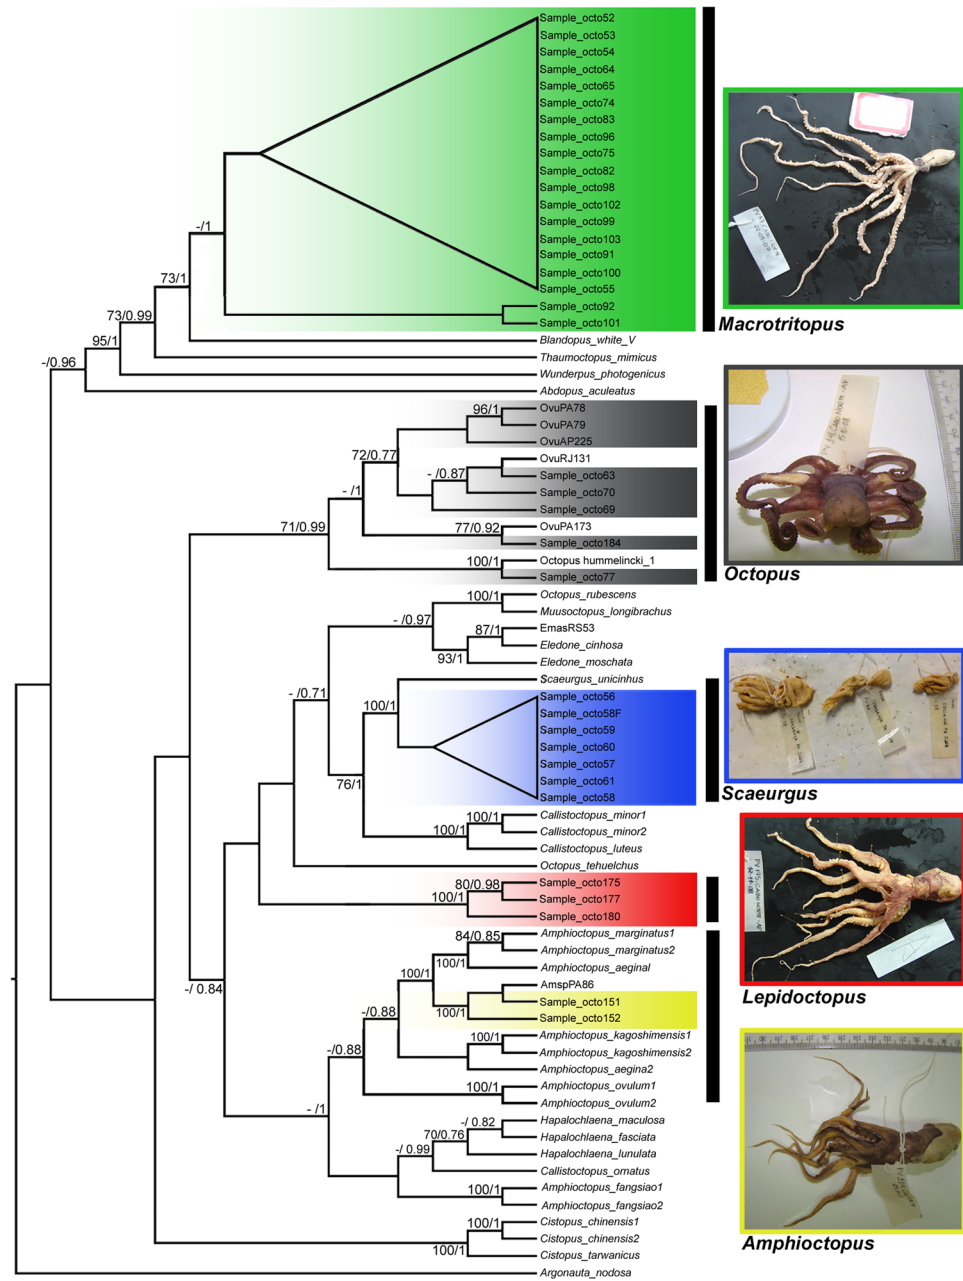 Sample_octo52
Sample_octo53
Sample_octo54
Sample_octo64
Sample_octo65
Sample_octo74
Sample_octo83
Sample_octo96
Sample_octo75
Sample_octo82
Sample_octo98
Sample_octo102
Sample_octo99
Sample_octo103
Sample_octo91
Sample_octo100
Sample_octo55
Sample_octo92
Sample_octo101
-/1
73/1
73/0.99
95/1
-/0.96
Macrotritopus
Blandopus_white_V
Thaumoctopus_mimicus
Wunderpus_photogenicus
Abdopus_aculeatus
OvuPA78
96/1
OvuPA79
OvuAP225
72/0.77
OvuRJ131
- /0.87
Sample_octo63
Sample_octo70
- /1
Sample_octo69
71/0.99
OvuPA173
77/0.92
Sample_octo184
Octopus hummelincki_1
100/1
Sample_octo77
Octopus
Octopus_rubescens
100/1
Muusoctopus_longibrachus
- /0.97
EmasRS53
87/1
Eledone_cinhosa
93/1
Eledone_moschata
Scaeurgus_unicinhus
- /0.71
Sample_octo56
100/1
Sample_octo58F
Sample_octo59
Sample_octo60
Sample_octo57
Sample_octo61
76/1
Sample_octo58
Scaeurgus
Callistoctopus_minor1
100/1
Callistoctopus_minor2
100/1
Callistoctopus_luteus
Octopus_tehuelchus
Sample_octo175
80/0.98
Sample_octo177
100/1
Sample_octo180
Lepidoctopus
Amphioctopus_marginatus1
84/0.85
Amphioctopus_marginatus2
100/1
Amphioctopus_aeginal
100/1
AmspPA86
- / 0.84
Sample_octo151
100/1
-/0.88
Sample_octo152
Amphioctopus_kagoshimensis1
100/1
-/0.88
Amphioctopus_kagoshimensis2
Amphioctopus_aegina2
Amphioctopus_ovulum1
100/1
Amphioctopus_ovulum2
- /1
Hapalochlaena_maculosa
-/ 0.82
70/0.76
Hapalochlaena_fasciata
-/ 0.99
Hapalochlaena_lunulata
Callistoctopus_ornatus
Amphioctopus_fangsiao1
100/1
Amphioctopus_fangsiao2
Cistopus_chinensis1
100/1
Cistopus_chinensis2
100/1
Cistopus_tarwanicus
Amphioctopus
Argonauta_nodosa